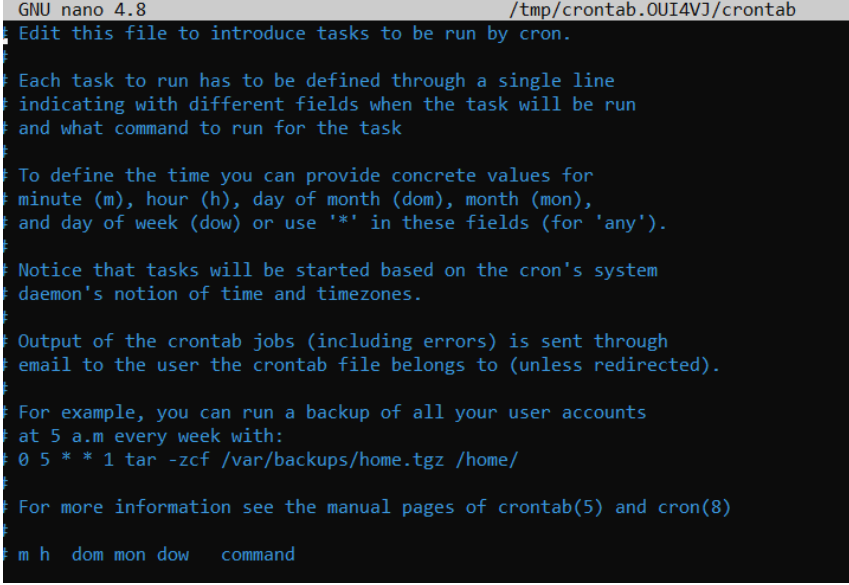 GNU nano 4.8 /tmp/crontab.OUI4VJ/crontab
# Edit this file to introduce tasks to be run by cron.
#
# Each task to run has to be defined through a single line
# indicating with different fields when the task will be run
# and what command to run for the task
#
# To define the time you can provide concrete values for
# minute (m), hour (h), day of month (dom), month (mon),
# and day of week (dow) or use '*' in these fields (for 'any').
#
# Notice that tasks will be started based on the cron's system
# daemon's notion of time and timezones.
#
# Output of the crontab jobs (including errors) is sent through
# email to the user the crontab file belongs to (unless redirected).
#
# For example, you can run a backup of all your user accounts
# at 5 a.m every week with:
# 0 5 * * 1 tar -zcf /var/backups/home.tgz /home/
#
# For more information see the manual pages of crontab(5) and cron(8)
#
# m h  dom mon dow   command